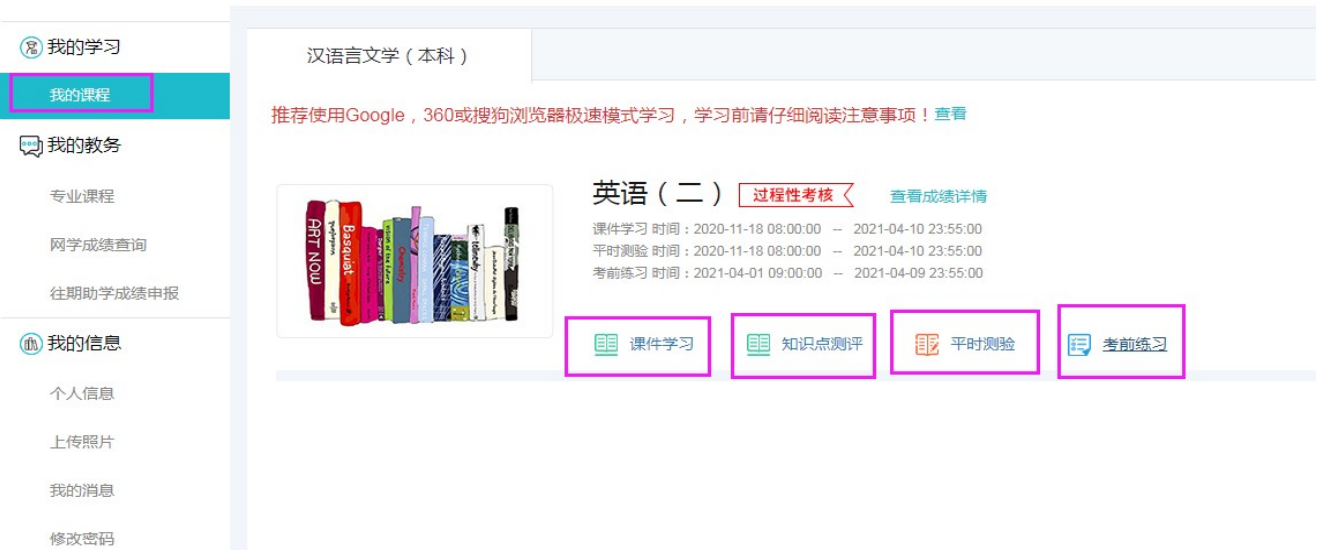 我的学习
我的课程
我的教务
专业课程
网学成绩查询
往期助学成绩申报
我的信息
个人信息
上传照片
我的消息
修改密码
汉语言文学（本科）
推荐使用Google，360或搜狗浏览器极速模式学习，学习前请仔细阅读注意事项！查看
ART NOW
Basquiat
Chemistry
英语（二） 过程性考核 查看成绩详情
课件学习 时间：2020-11-18 08:00:00 -- 2021-04-10 23:55:00
平时测验 时间：2020-11-18 08:00:00 -- 2021-04-10 23:55:00
考前练习 时间：2021-04-01 09:00:00 -- 2021-04-09 23:55:00
课件学习 知识点测评 平时测验 考前练习